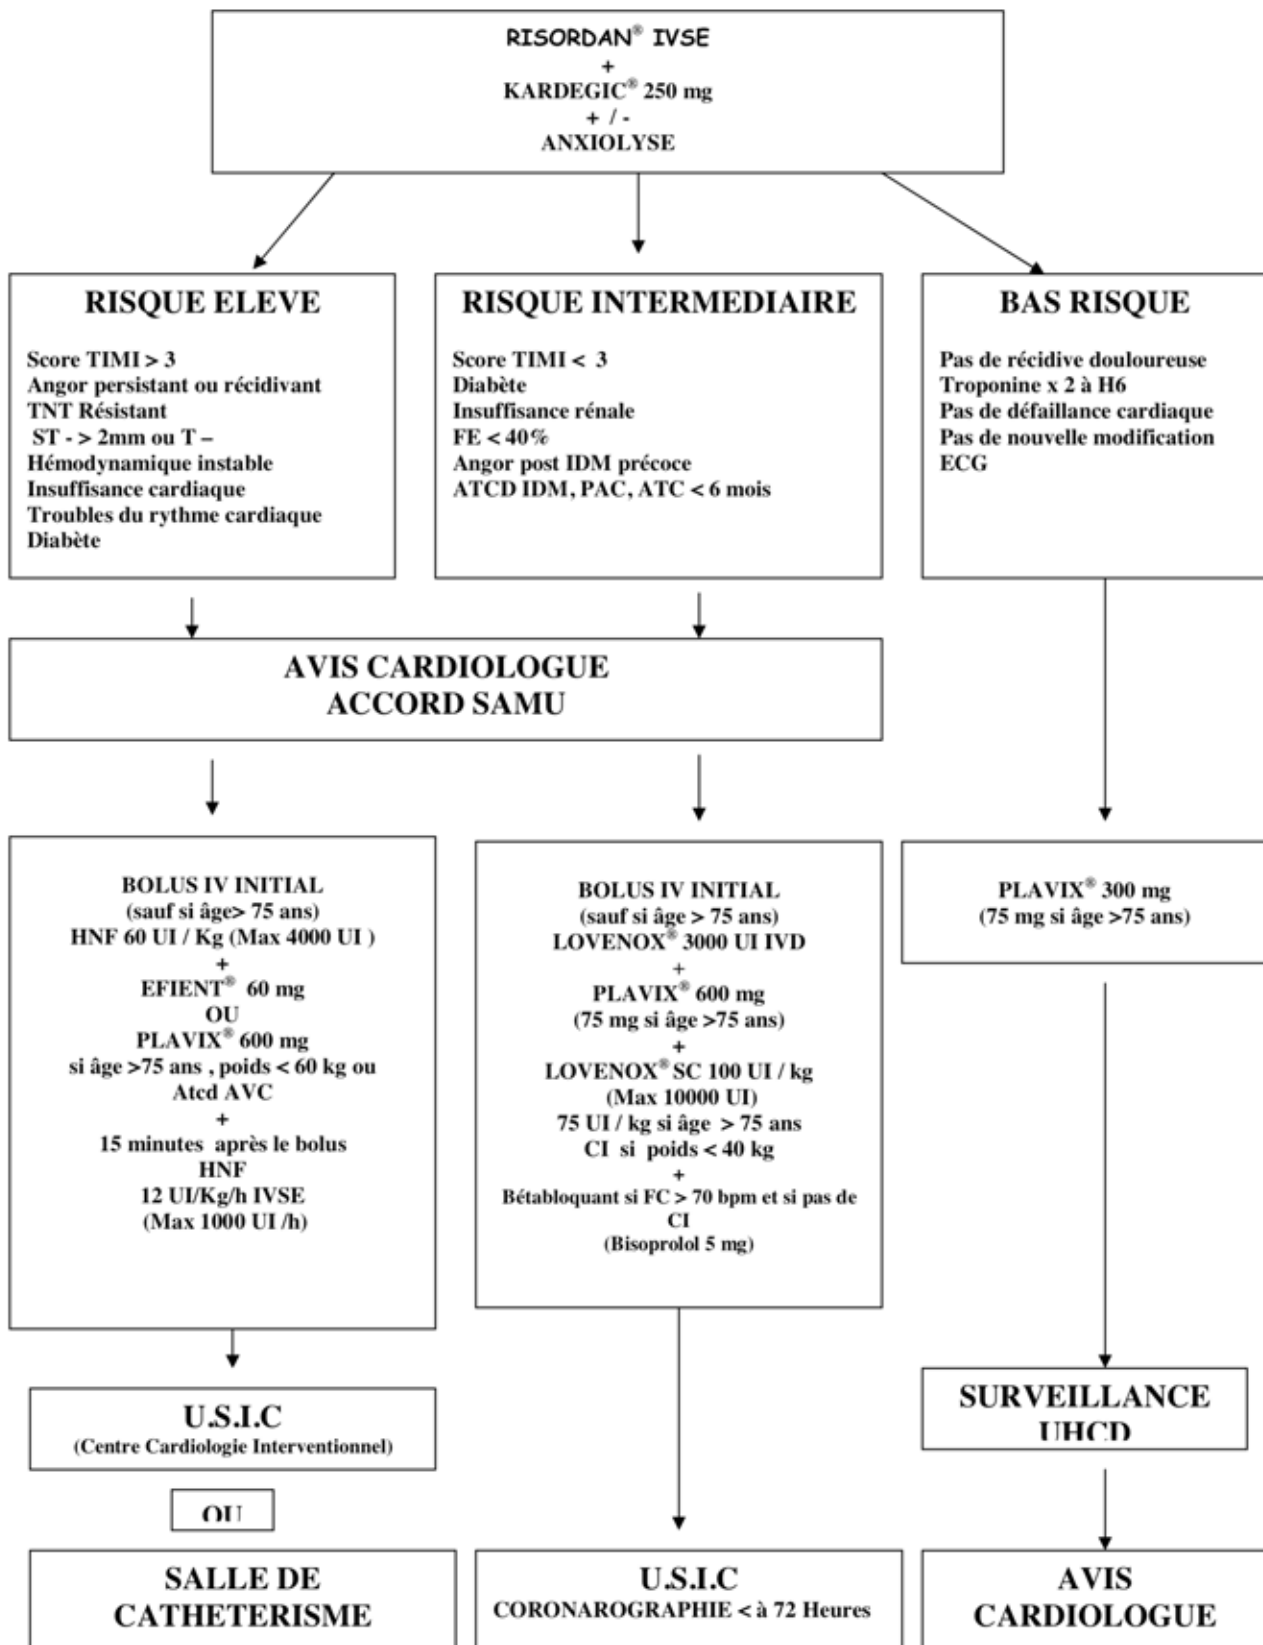 RISORDAN® IVSE
+
KARDEGIC® 250 mg
+ / -
ANXIOLYSE
RISQUE ELEVE
Score TIMI > 3
Angor persistant ou récidivant
TNT Résistant
ST - > 2mm ou T –
Hémodynamique instable
Insuffisance cardiaque
Troubles du rythme cardiaque
Diabète
RISQUE INTERMEDIAIRE
Score TIMI < 3
Diabète
Insuffisance rénale
FE < 40%
Angor post IDM précoce
ATCD IDM, PAC, ATC < 6 mois
BAS RISQUE
Pas de récidive douloureuse
Troponine x 2 à H6
Pas de défaillance cardiaque
Pas de nouvelle modification
ECG
AVIS CARDIOLOGUE
ACCORD SAMU
BOLUS IV INITIAL
(sauf si âge> 75 ans)
HNF 60 UI / Kg (Max 4000 UI )
+
EFIENT® 60 mg
OU
PLAVIX® 600 mg
si âge >75 ans , poids < 60 kg ou
Atcd AVC
+
15 minutes après le bolus
HNF
12 UI/Kg/h IVSE
(Max 1000 UI /h)
BOLUS IV INITIAL
(sauf si âge > 75 ans)
LOVENOX® 3000 UI IVD
+
PLAVIX® 600 mg
(75 mg si âge >75 ans)
+
LOVENOX® SC 100 UI / kg
(Max 10000 UI)
75 UI / kg si âge > 75 ans
CI si poids < 40 kg
+
Bétabloquant si FC > 70 bpm et si pas de
CI
(Bisoprolol 5 mg)
PLAVIX® 300 mg
(75 mg si âge >75 ans)
U.S.I.C
(Centre Cardiologie Interventionnel)
OU
SALLE DE
CATHETERISME
U.S.I.C
CORONAROGRAPHIE < à 72 Heures
SURVEILLANCE
UHCD
AVIS
CARDIOLOGUE